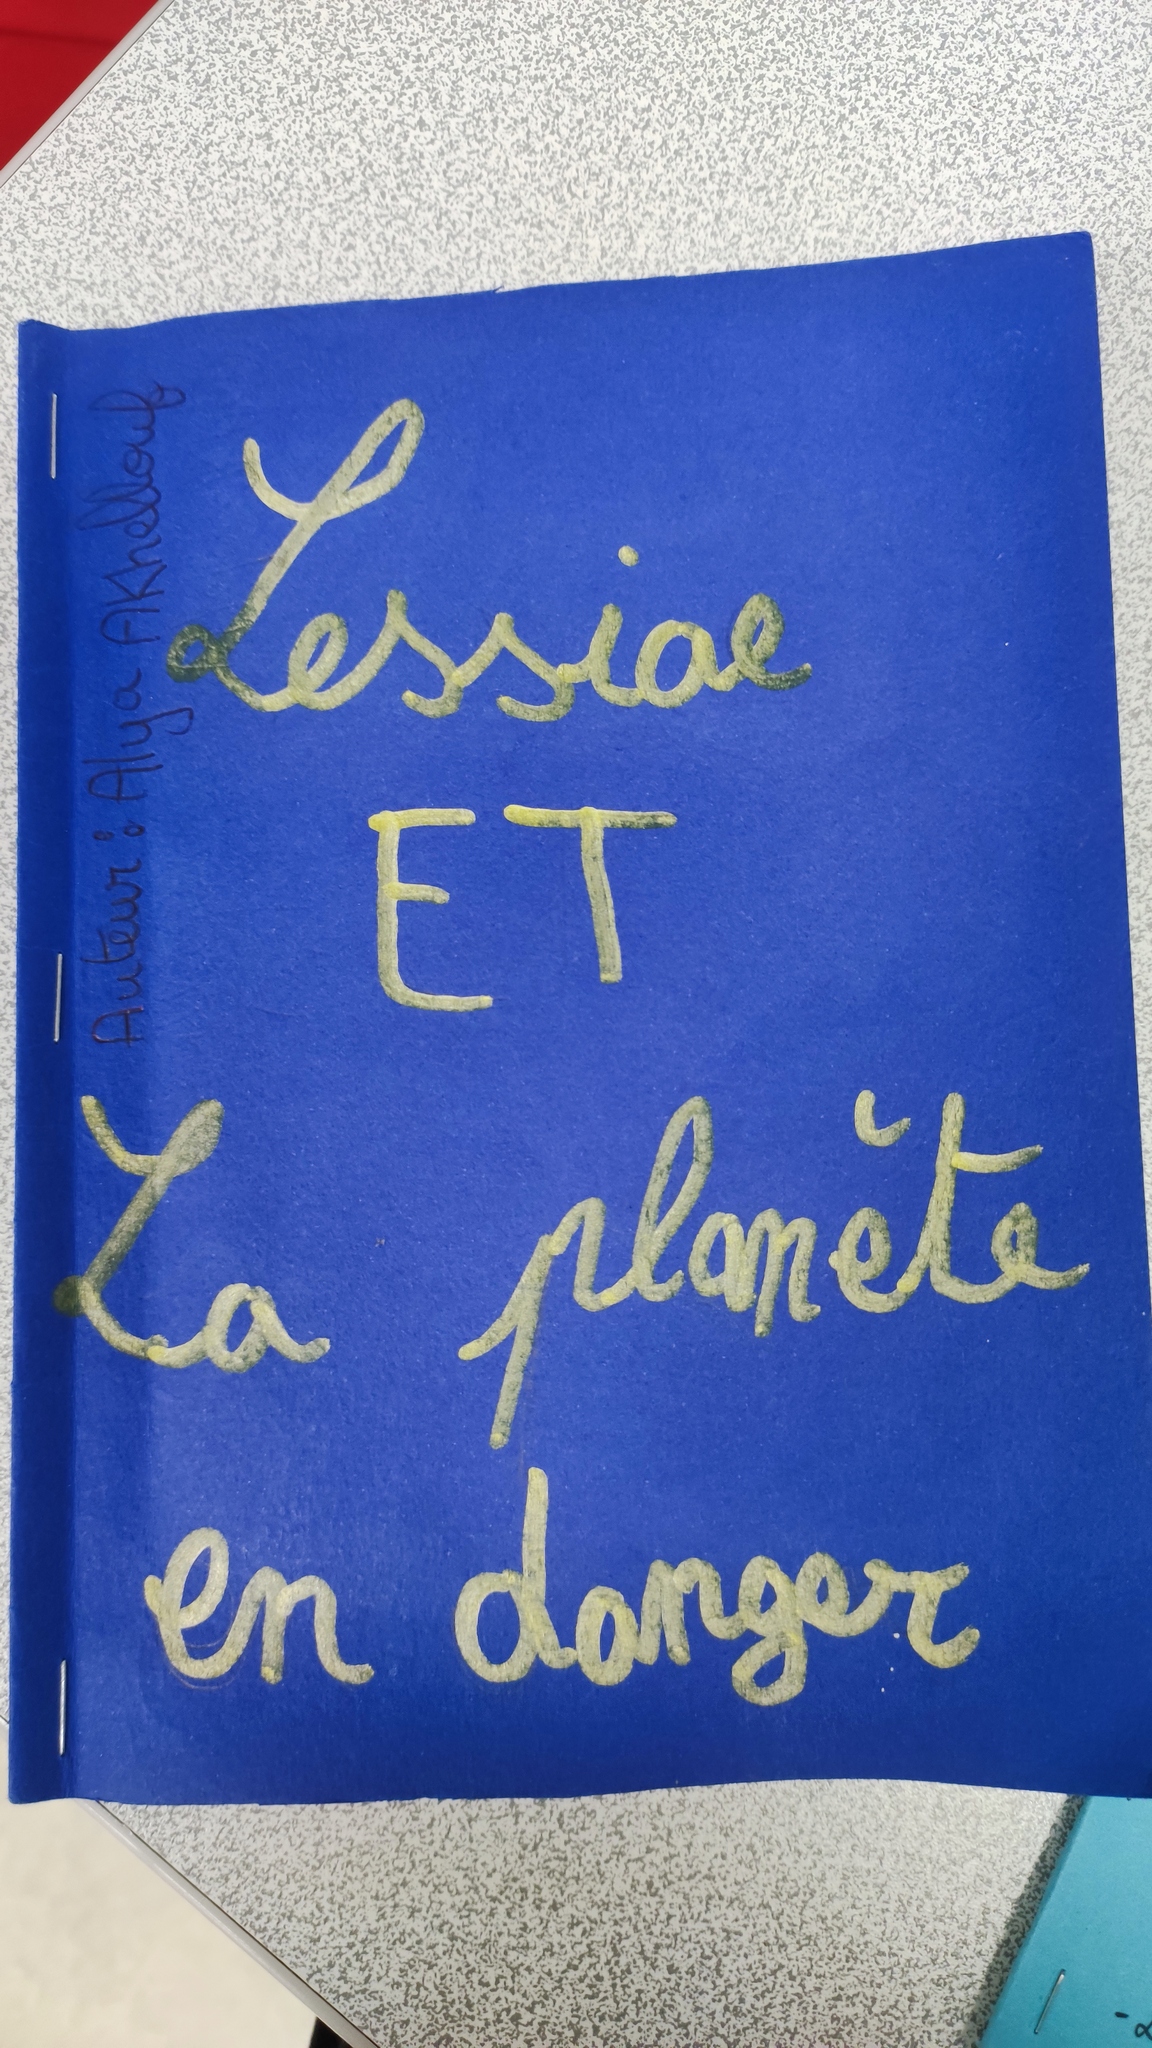 Auteur : Alya AKhellouf
Lessiae
ET
La planète
en danger